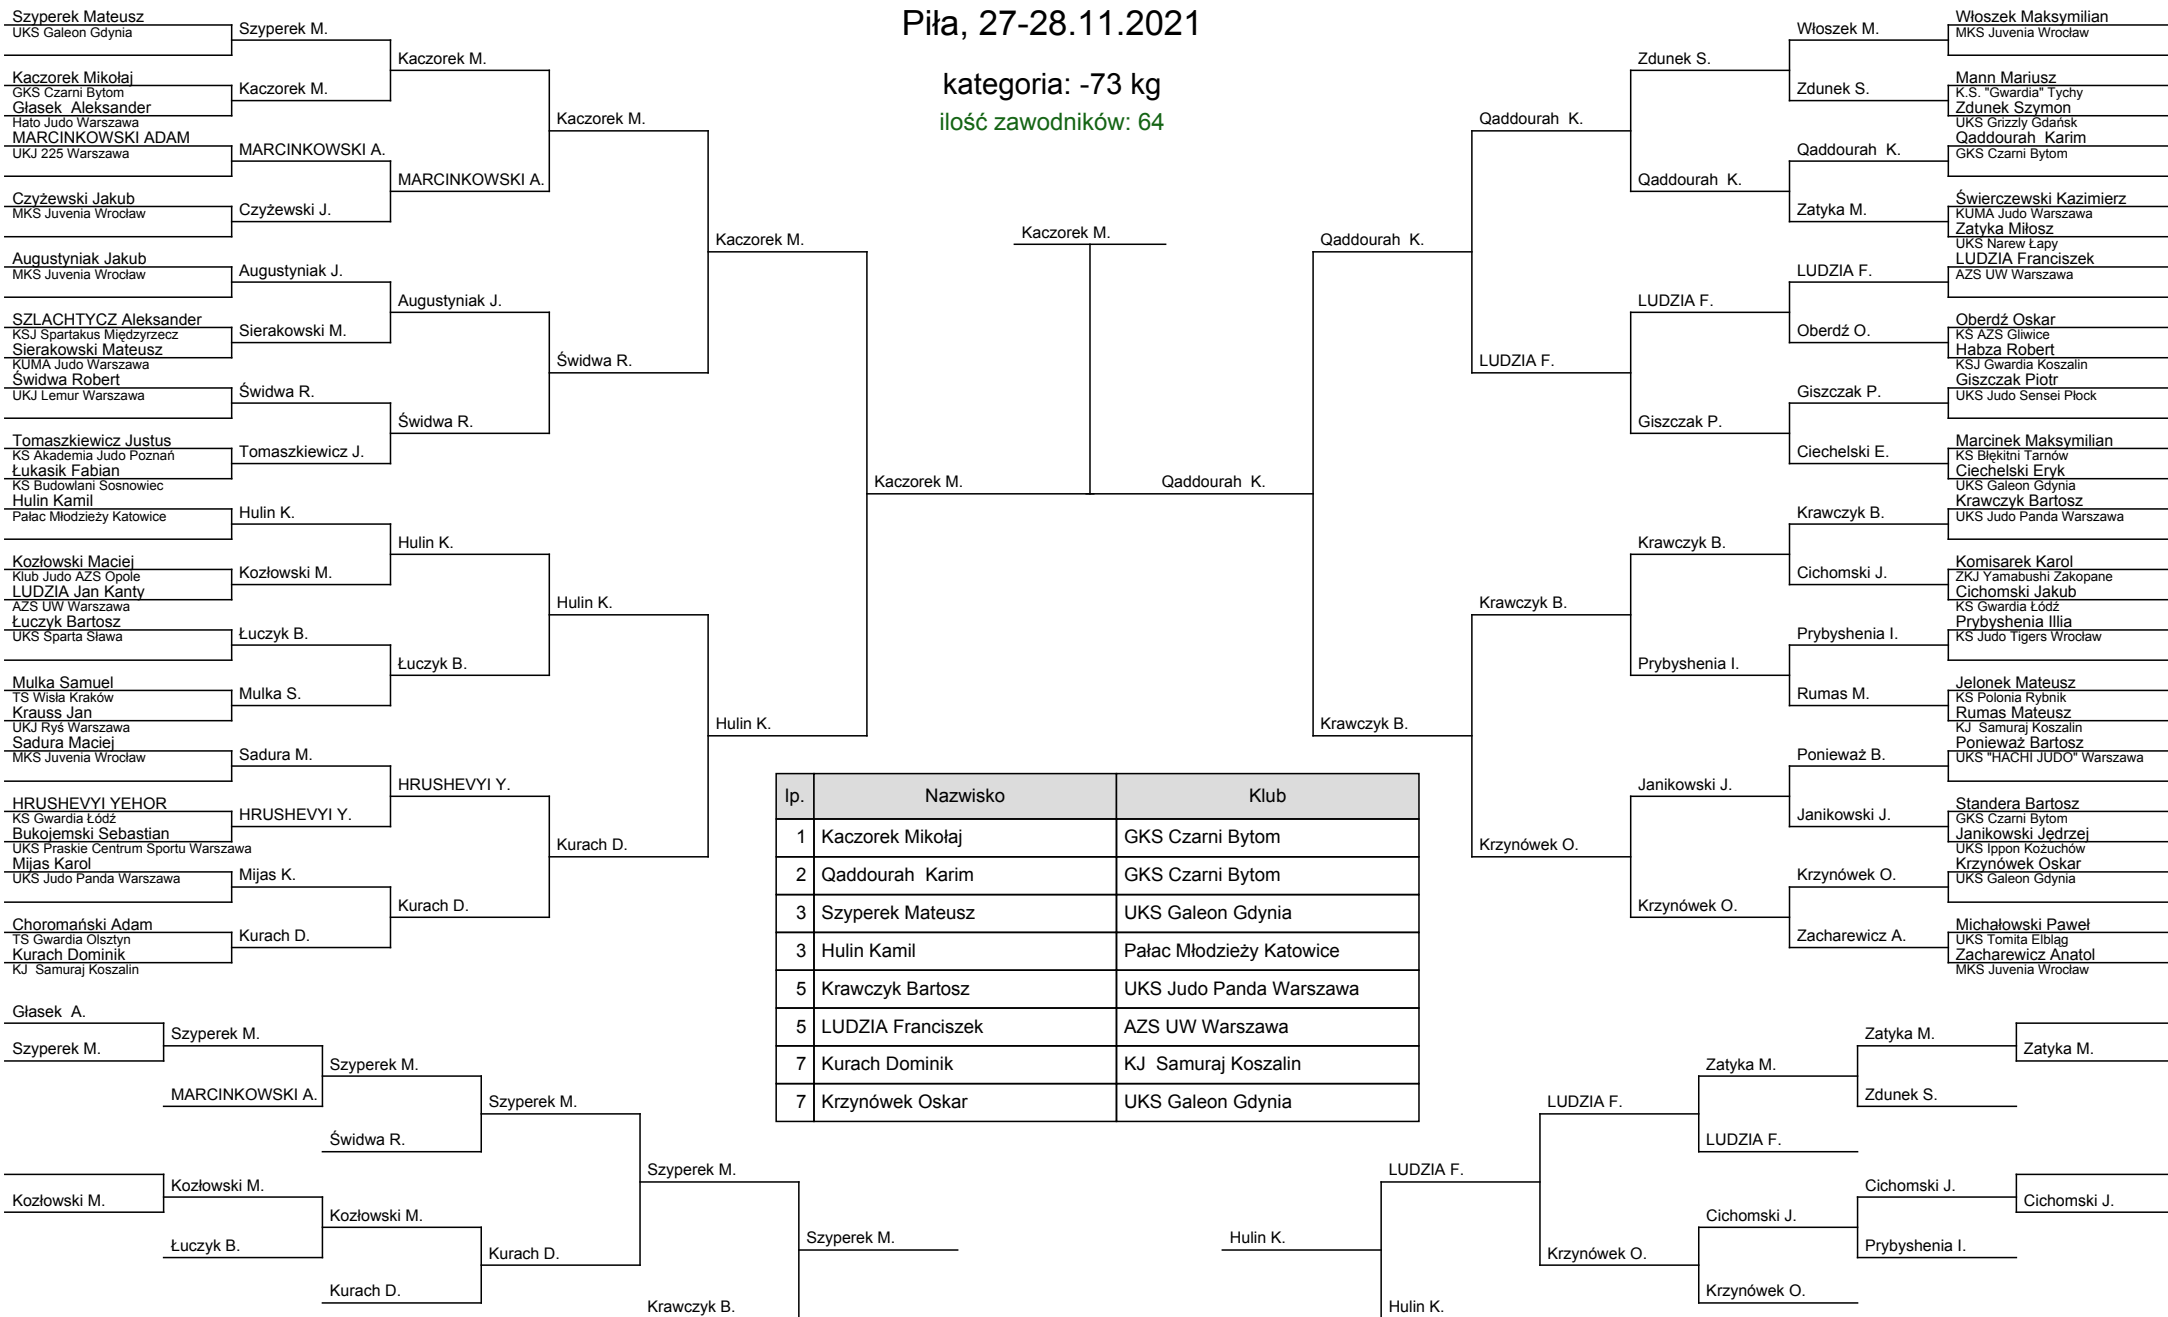 Piła, 27-28.11.2021
kategoria: -73 kg
ilość zawodników: 64
Szyperek Mateusz
UKS Galeon Gdynia
Kaczorek Mikołaj
GKS Czarni Bytom
Głasek Aleksander
Hato Judo Warszawa
MARCINKOWSKI ADAM
UKJ 225 Warszawa
Czyżewski Jakub
MKS Juvenia Wrocław
Augustyniak Jakub
MKS Juvenia Wrocław
SZLACHTYCZ Aleksander
KSJ Spartakus Międzyrzecz
Sierakowski Mateusz
KUMA Judo Warszawa
Świdwa Robert
UKJ Lemur Warszawa
Tomaszkiewicz Justus
KS Akademia Judo Poznań
Łukasik Fabian
KS Budowlani Sosnowiec
Hulin Kamil
Pałac Młodzieży Katowice
Kozłowski Maciej
Klub Judo AZS Opole
LUDZIA Jan Kanty
AZS UW Warszawa
Łuczyk Bartosz
UKS Sparta Sława
Mulka Samuel
TS Wisła Kraków
Krauss Jan
UKJ Ryś Warszawa
Sadura Maciej
MKS Juvenia Wrocław
HRUSHEVYI YEHOR
KS Gwardia Łódź
Bukojemski Sebastian
UKS Praskie Centrum Sportu Warszawa
Mijas Karol
UKS Judo Panda Warszawa
Choromański Adam
TS Gwardia Olsztyn
Kurach Dominik
KJ Samuraj Koszalin
Szyperek M.
Kaczorek M.
MARCINKOWSKI A.
Czyżewski J.
Augustyniak J.
Sierakowski M.
Świdwa R.
Tomaszkiewicz J.
Hulin K.
Kozłowski M.
Łuczyk B.
Mulka S.
Sadura M.
HRUSHEVYI Y.
Mijas K.
Kurach D.
Kaczorek M.
MARCINKOWSKI A.
Augustyniak J.
Świdwa R.
Hulin K.
Łuczyk B.
HRUSHEVYI Y.
Kurach D.
Kaczorek M.
Świdwa R.
Hulin K.
Kurach D.
Kaczorek M.
Hulin K.
Kaczorek M.
Kaczorek M.
Qaddourah K.
Qaddourah K.
Krawczyk B.
Qaddourah K.
LUDZIA F.
Krawczyk B.
Krzynówek O.
Zdunek S.
Qaddourah K.
LUDZIA F.
Giszczak P.
Krawczyk B.
Prybyshenia I.
Janikowski J.
Krzynówek O.
Włoszek M.
Zdunek S.
Qaddourah K.
Zatyka M.
LUDZIA F.
Oberdź O.
Giszczak P.
Ciechelski E.
Krawczyk B.
Cichomski J.
Prybyshenia I.
Rumas M.
Ponieważ B.
Janikowski J.
Krzynówek O.
Zacharewicz A.
Włoszek Maksymilian
MKS Juvenia Wrocław
Mann Mariusz
K.S. "Gwardia" Tychy
Zdunek Szymon
UKS Grizzly Gdańsk
Qaddourah Karim
GKS Czarni Bytom
Świerczewski Kazimierz
KUMA Judo Warszawa
Zatyka Miłosz
UKS Narew Łapy
LUDZIA Franciszek
AZS UW Warszawa
Oberdź Oskar
KS AZS Gliwice
Habza Robert
KSJ Gwardia Koszalin
Giszczak Piotr
UKS Judo Sensei Płock
Marcinek Maksymilian
KS Błękitni Tarnów
Ciechelski Eryk
UKS Galeon Gdynia
Krawczyk Bartosz
UKS Judo Panda Warszawa
Komisarek Karol
ZKJ Yamabushi Zakopane
Cichomski Jakub
KS Gwardia Łódź
Prybyshenia Illia
KS Judo Tigers Wrocław
Jelonek Mateusz
KS Polonia Rybnik
Rumas Mateusz
KJ Samuraj Koszalin
Ponieważ Bartosz
UKS "HACHI JUDO" Warszawa
Standera Bartosz
GKS Czarni Bytom
Janikowski Jędrzej
UKS Ippon Kożuchów
Krzynówek Oskar
UKS Galeon Gdynia
Michałowski Paweł
UKS Tomita Elbląg
Zacharewicz Anatol
MKS Juvenia Wrocław
lp. Nazwisko Klub
1 Kaczorek Mikołaj GKS Czarni Bytom
2 Qaddourah Karim GKS Czarni Bytom
3 Szyperek Mateusz UKS Galeon Gdynia
3 Hulin Kamil Pałac Młodzieży Katowice
5 Krawczyk Bartosz UKS Judo Panda Warszawa
5 LUDZIA Franciszek AZS UW Warszawa
7 Kurach Dominik KJ Samuraj Koszalin
7 Krzynówek Oskar UKS Galeon Gdynia
Głasek A.
Szyperek M.
Kozłowski M.
Szyperek M.
MARCINKOWSKI A.
Kozłowski M.
Łuczyk B.
Szyperek M.
Świdwa R.
Kozłowski M.
Kurach D.
Szyperek M.
Kurach D.
Szyperek M.
Krawczyk B.
Szyperek M.
Hulin K.
LUDZIA F.
Hulin K.
LUDZIA F.
Krzynówek O.
Zatyka M.
LUDZIA F.
Cichomski J.
Krzynówek O.
Zatyka M.
Zdunek S.
Cichomski J.
Prybyshenia I.
Zatyka M.
Cichomski J.